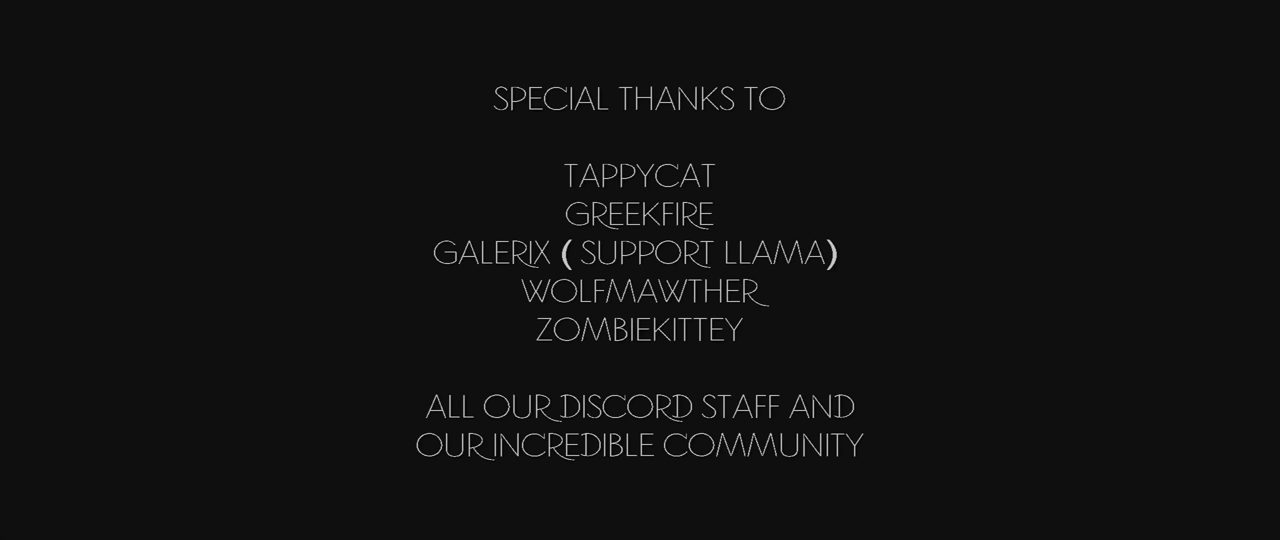 SPECIAL THANKS TO
TAPPYCAT
GREEKFIRE
GALERIX ( SUPPORT LLAMA)
WOLFMAWTHER
ZOMBIEKITTEY
ALL OUR DISCORD STAFF AND
OUR INCREDIBLE COMMUNITY